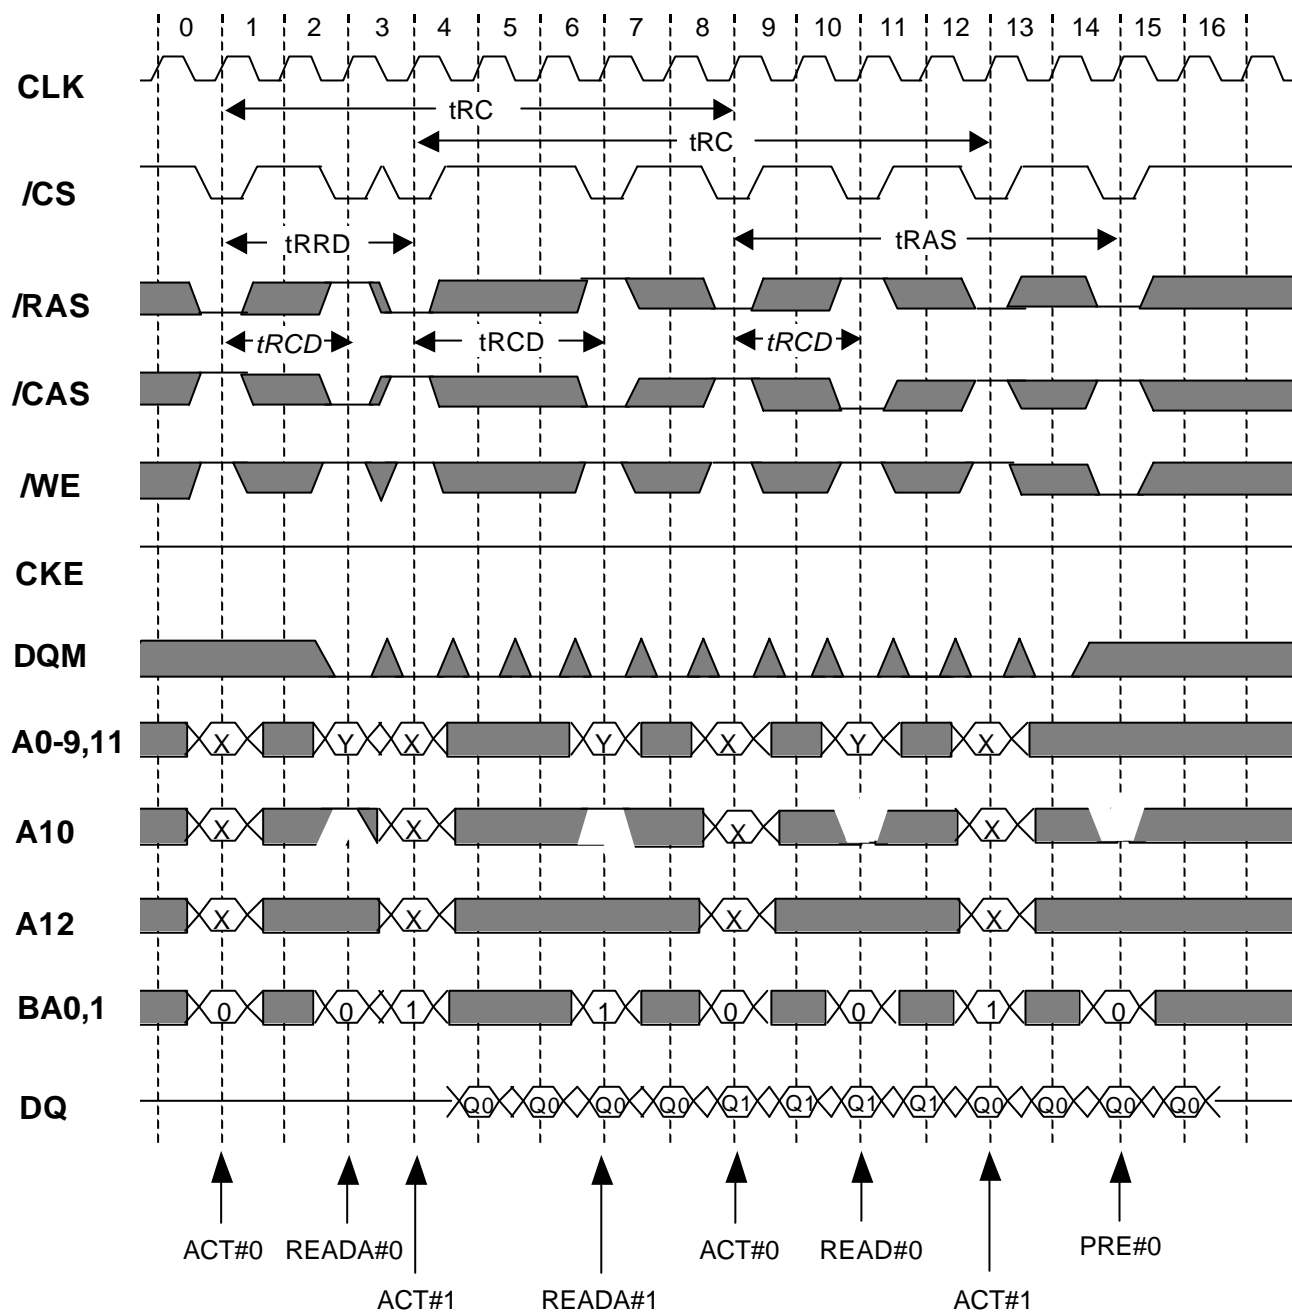 0 1 2 3 4 5 6 7 8 9 10 11 12 13 14 15 16
CLK
tRC
tRC
/CS
tRRD tRAS
/RAS
tRCD tRCD tRCD
/CAS
/WE
CKE
DQM
A0-9,11 X Y X Y X Y X
A10 X X X X
A12 X X X X
BA0,1 0 0 1 1 0 0 1 0
DQ Q0 Q0 Q0 Q0 Q1 Q1 Q1 Q1 Q0 Q0 Q0 Q0
ACT#0 READA#0 ACT#0 READ#0 PRE#0
ACT#1 READA#1 ACT#1